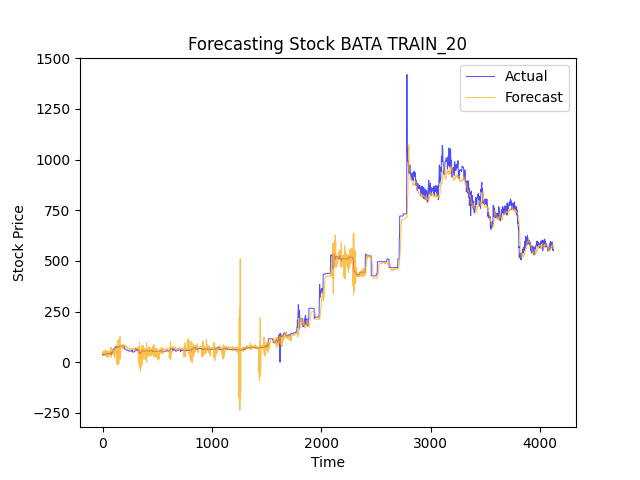 Forecasting Stock BATA TRAIN_20
Actual
Forecast
1500
1250
1000
750
500
250
0
−250
Stock Price
0 1000 2000 3000 4000
Time